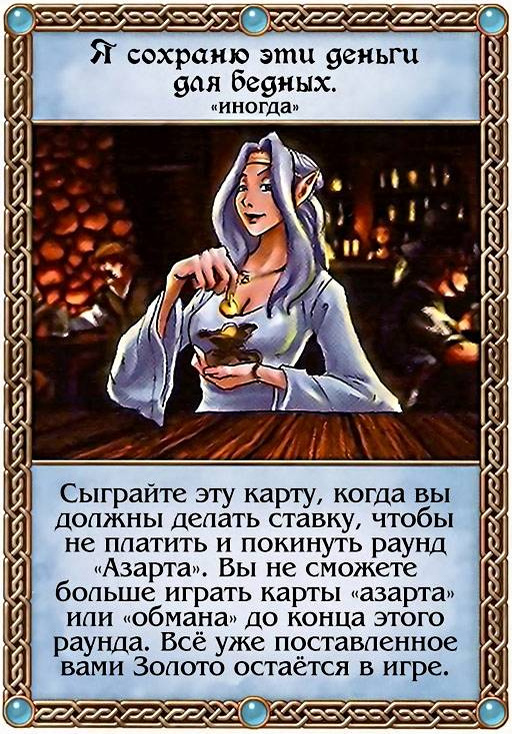 Я сохраню эти деньги
для бедных.
«иногда»
Сыграйте эту карту, когда вы
должны делать ставку, чтобы
не платить и покинуть раунд
«Азарта». Вы не сможете
больше играть карты «азарта»
или «обмана» до конца этого
раунда. Всё уже поставленное
вами Золото остаётся в игре.